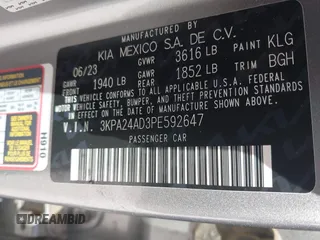 MANUFACTURED BY
KIA MEXICO S.A. DE C.V.
06/23 GVWR 3616 LB PAINT KLG
FRONT GAWR 1940 LB REAR GAWR 1852 LB TRIM BGH
THIS VEHICLE CONFORMS TO ALL APPLICABLE U.S.A. FEDERAL
MOTOR VEHICLE SAFETY, BUMPER, AND THEFT PREVENTION STANDARDS
IN EFFECT ON THE DATE OF MANUFACTURE SHOWN ABOVE.
V.I.N. 3KPA24AD3PE592647
PASSENGER CAR
H910
DREAMBID